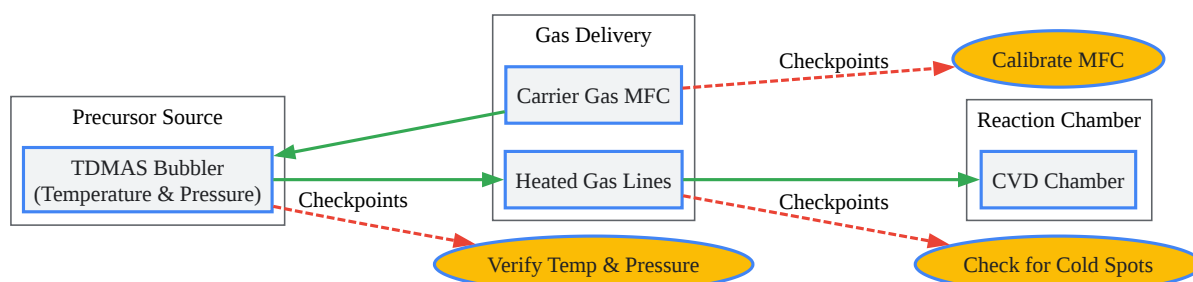 Gas Delivery
Checkpoints
Calibrate MFC
Carrier Gas MFC
Precursor Source
Reaction Chamber
TDMAS Bubbler
(Temperature & Pressure)
Heated Gas Lines
CVD Chamber
Checkpoints
Checkpoints
Verify Temp & Pressure
Check for Cold Spots